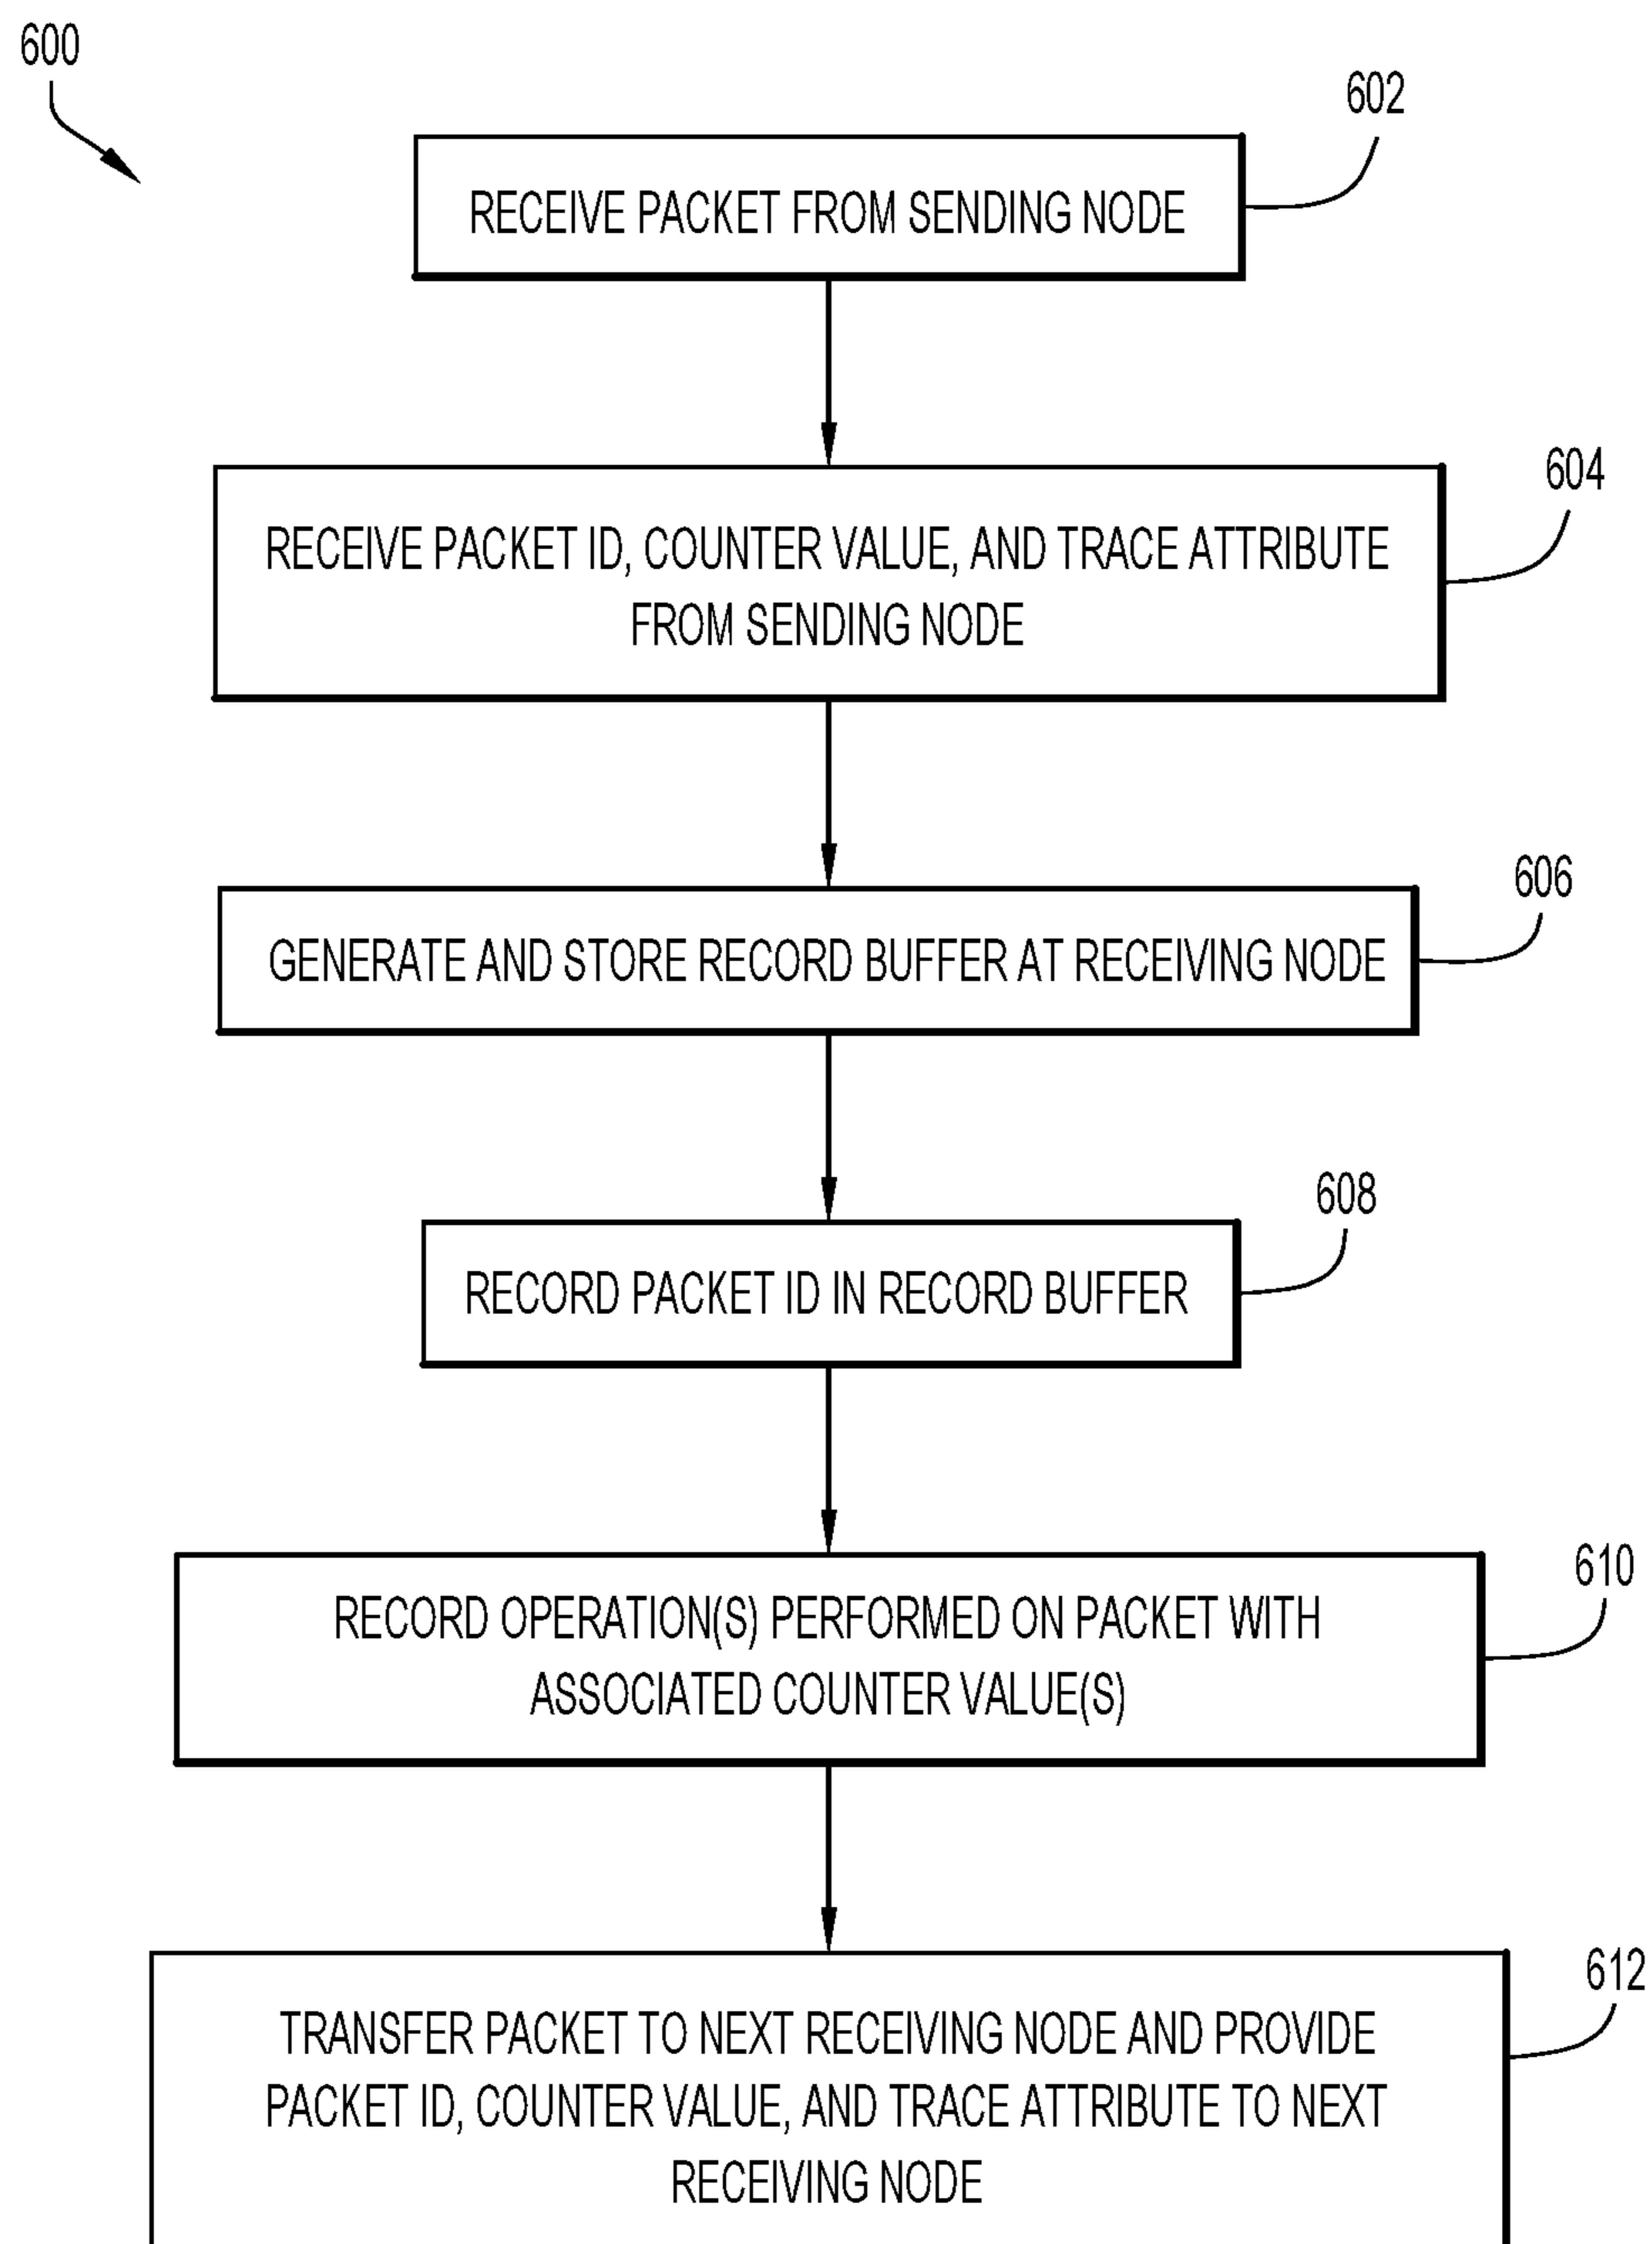 600
602
RECEIVE PACKET FROM SENDING NODE
604
RECEIVE PACKET ID, COUNTER VALUE, AND TRACE ATTRIBUTE
FROM SENDING NODE
606
GENERATE AND STORE RECORD BUFFER AT RECEIVING NODE
608
RECORD PACKET ID IN RECORD BUFFER
610
RECORD OPERATION(S) PERFORMED ON PACKET WITH
ASSOCIATED COUNTER VALUE(S)
612
TRANSFER PACKET TO NEXT RECEIVING NODE AND PROVIDE
PACKET ID, COUNTER VALUE, AND TRACE ATTRIBUTE TO NEXT
RECEIVING NODE